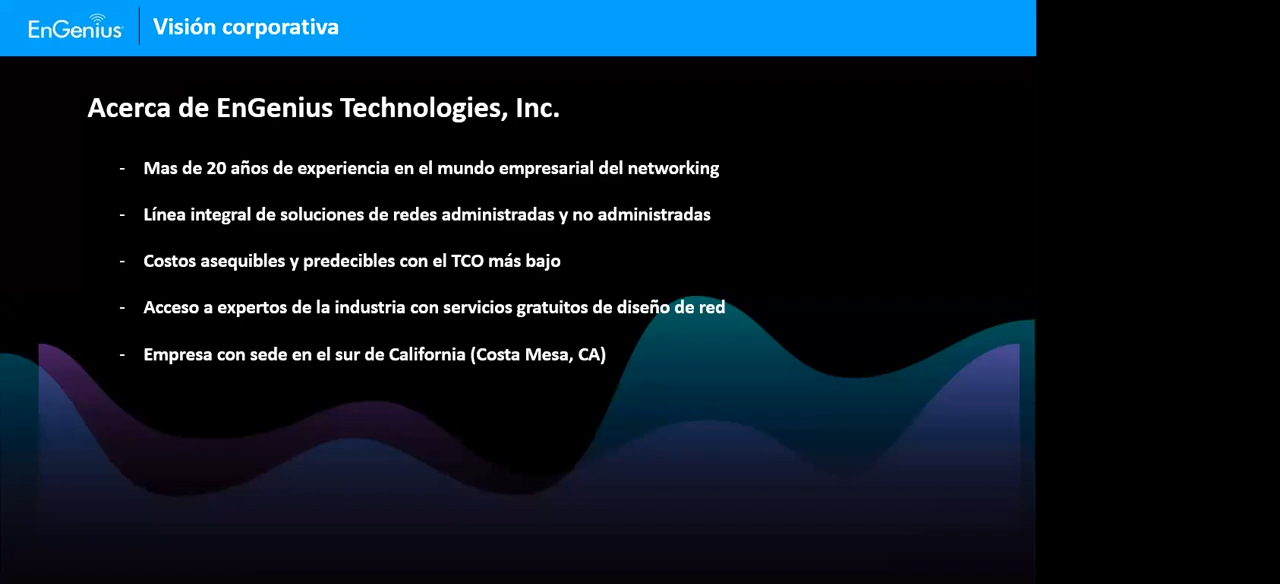 EnGenius
Visión corporativa
Acerca de EnGenius Technologies, Inc.
- Mas de 20 años de experiencia en el mundo empresarial del networking
- Línea integral de soluciones de redes administradas y no administradas
- Costos asequibles y predecibles con el TCO más bajo
- Acceso a expertos de la industria con servicios gratuitos de diseño de red
- Empresa con sede en el sur de California (Costa Mesa, CA)